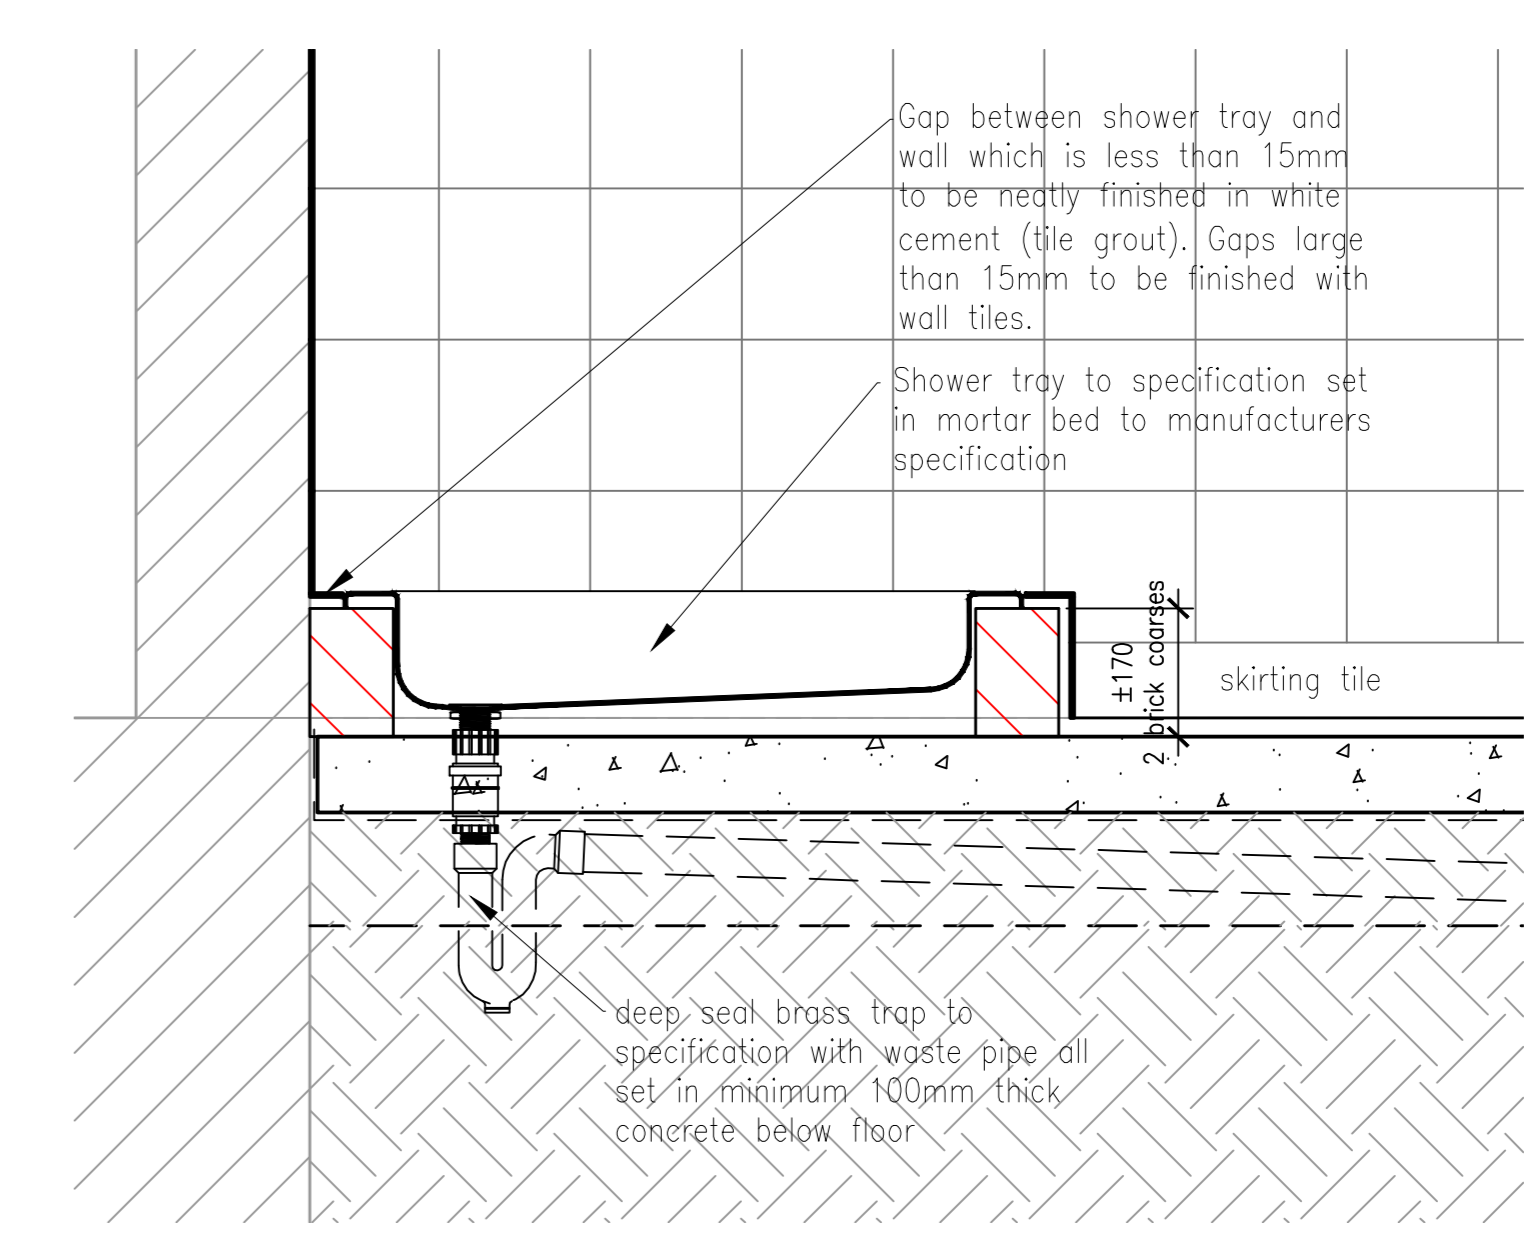 Gap between shower tray and
wall which is less than 15mm
to be neatly finished in white
cement (tile grout). Gaps large
than 15mm to be finished with
wall tiles.
Shower tray to specification set
in mortar bed to manufacturers
specification
±170
2 brick coarses
skirting tile
deep seal brass trap to
specification with waste pipe all
set in minimum 100mm thick
concrete below floor